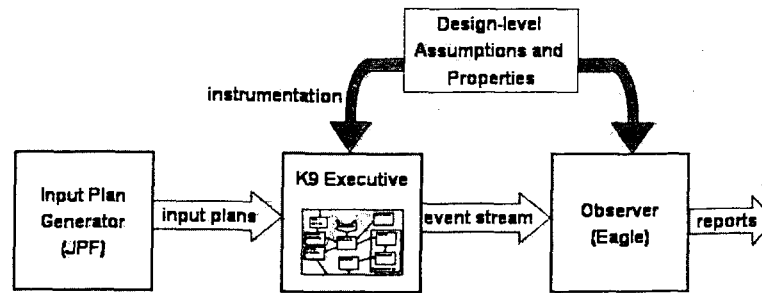 Design-level
Assumptions and
Properties
instrumentation
K9 Executive
Input Plan
Generator
(JPF)
input plans
event stream
Observer
(Eagle)
reports